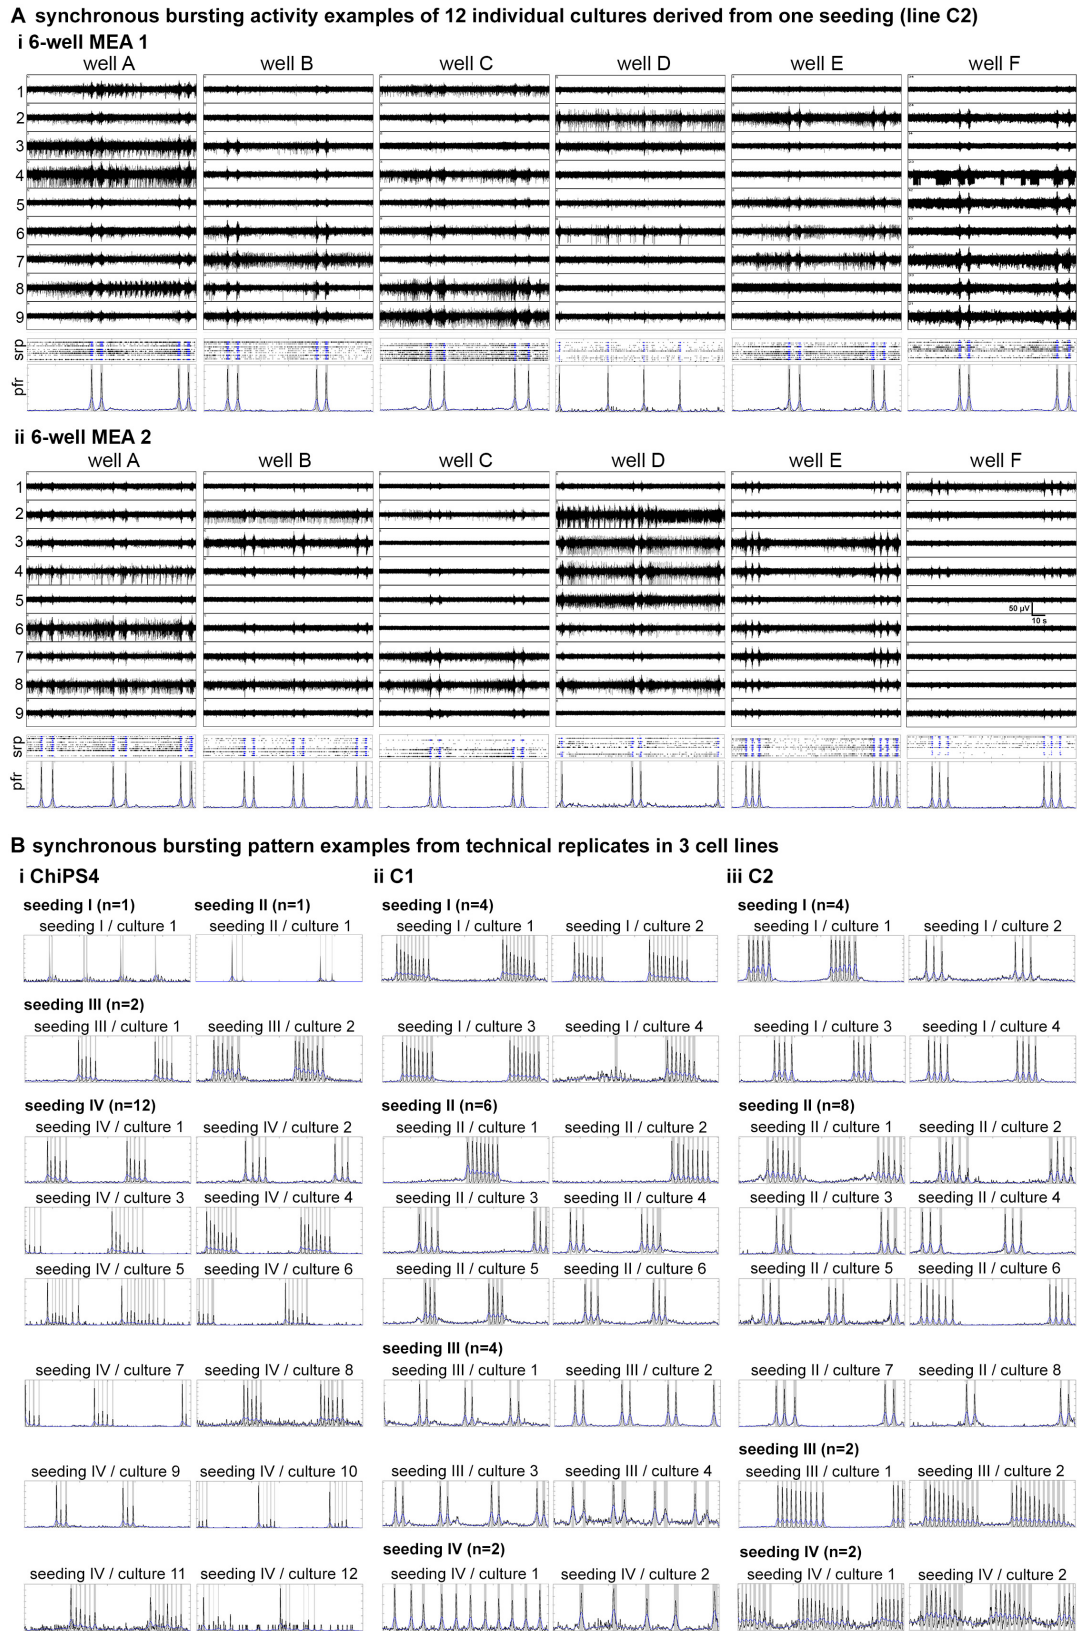 A synchronous bursting activity examples of 12 individual cultures derived from one seeding (line C2)
i 6-well MEA 1
well A well B well C well D well E well F
1
2
3
4
5
6
7
8
9
srp
pfr
ii 6-well MEA 2
well A well B well C well D well E well F
1
2
3
4
5
50 µV
10 s
6
7
8
9
srp
pfr
B synchronous bursting pattern examples from technical replicates in 3 cell lines
i ChiPS4 ii C1 iii C2
seeding I (n=1) seeding II (n=1) seeding I (n=4) seeding I (n=4)
seeding I / culture 1 seeding II / culture 1 seeding I / culture 1 seeding I / culture 2 seeding I / culture 1 seeding I / culture 2
seeding III (n=2)
seeding III / culture 1 seeding III / culture 2 seeding I / culture 3 seeding I / culture 4 seeding I / culture 3 seeding I / culture 4
seeding IV (n=12) seeding II (n=6) seeding II (n=8)
seeding IV / culture 1 seeding IV / culture 2 seeding II / culture 1 seeding II / culture 2 seeding II / culture 1 seeding II / culture 2
seeding IV / culture 3 seeding IV / culture 4 seeding II / culture 3 seeding II / culture 4 seeding II / culture 3 seeding II / culture 4
seeding IV / culture 5 seeding IV / culture 6 seeding II / culture 5 seeding II / culture 6 seeding II / culture 5 seeding II / culture 6
seeding III (n=4)
seeding IV / culture 7 seeding IV / culture 8 seeding III / culture 1 seeding III / culture 2 seeding II / culture 7 seeding II / culture 8
seeding III (n=2)
seeding IV / culture 9 seeding IV / culture 10 seeding III / culture 3 seeding III / culture 4 seeding III / culture 1 seeding III / culture 2
seeding IV (n=2) seeding IV (n=2)
seeding IV / culture 11 seeding IV / culture 12 seeding IV / culture 1 seeding IV / culture 2 seeding IV / culture 1 seeding IV / culture 2